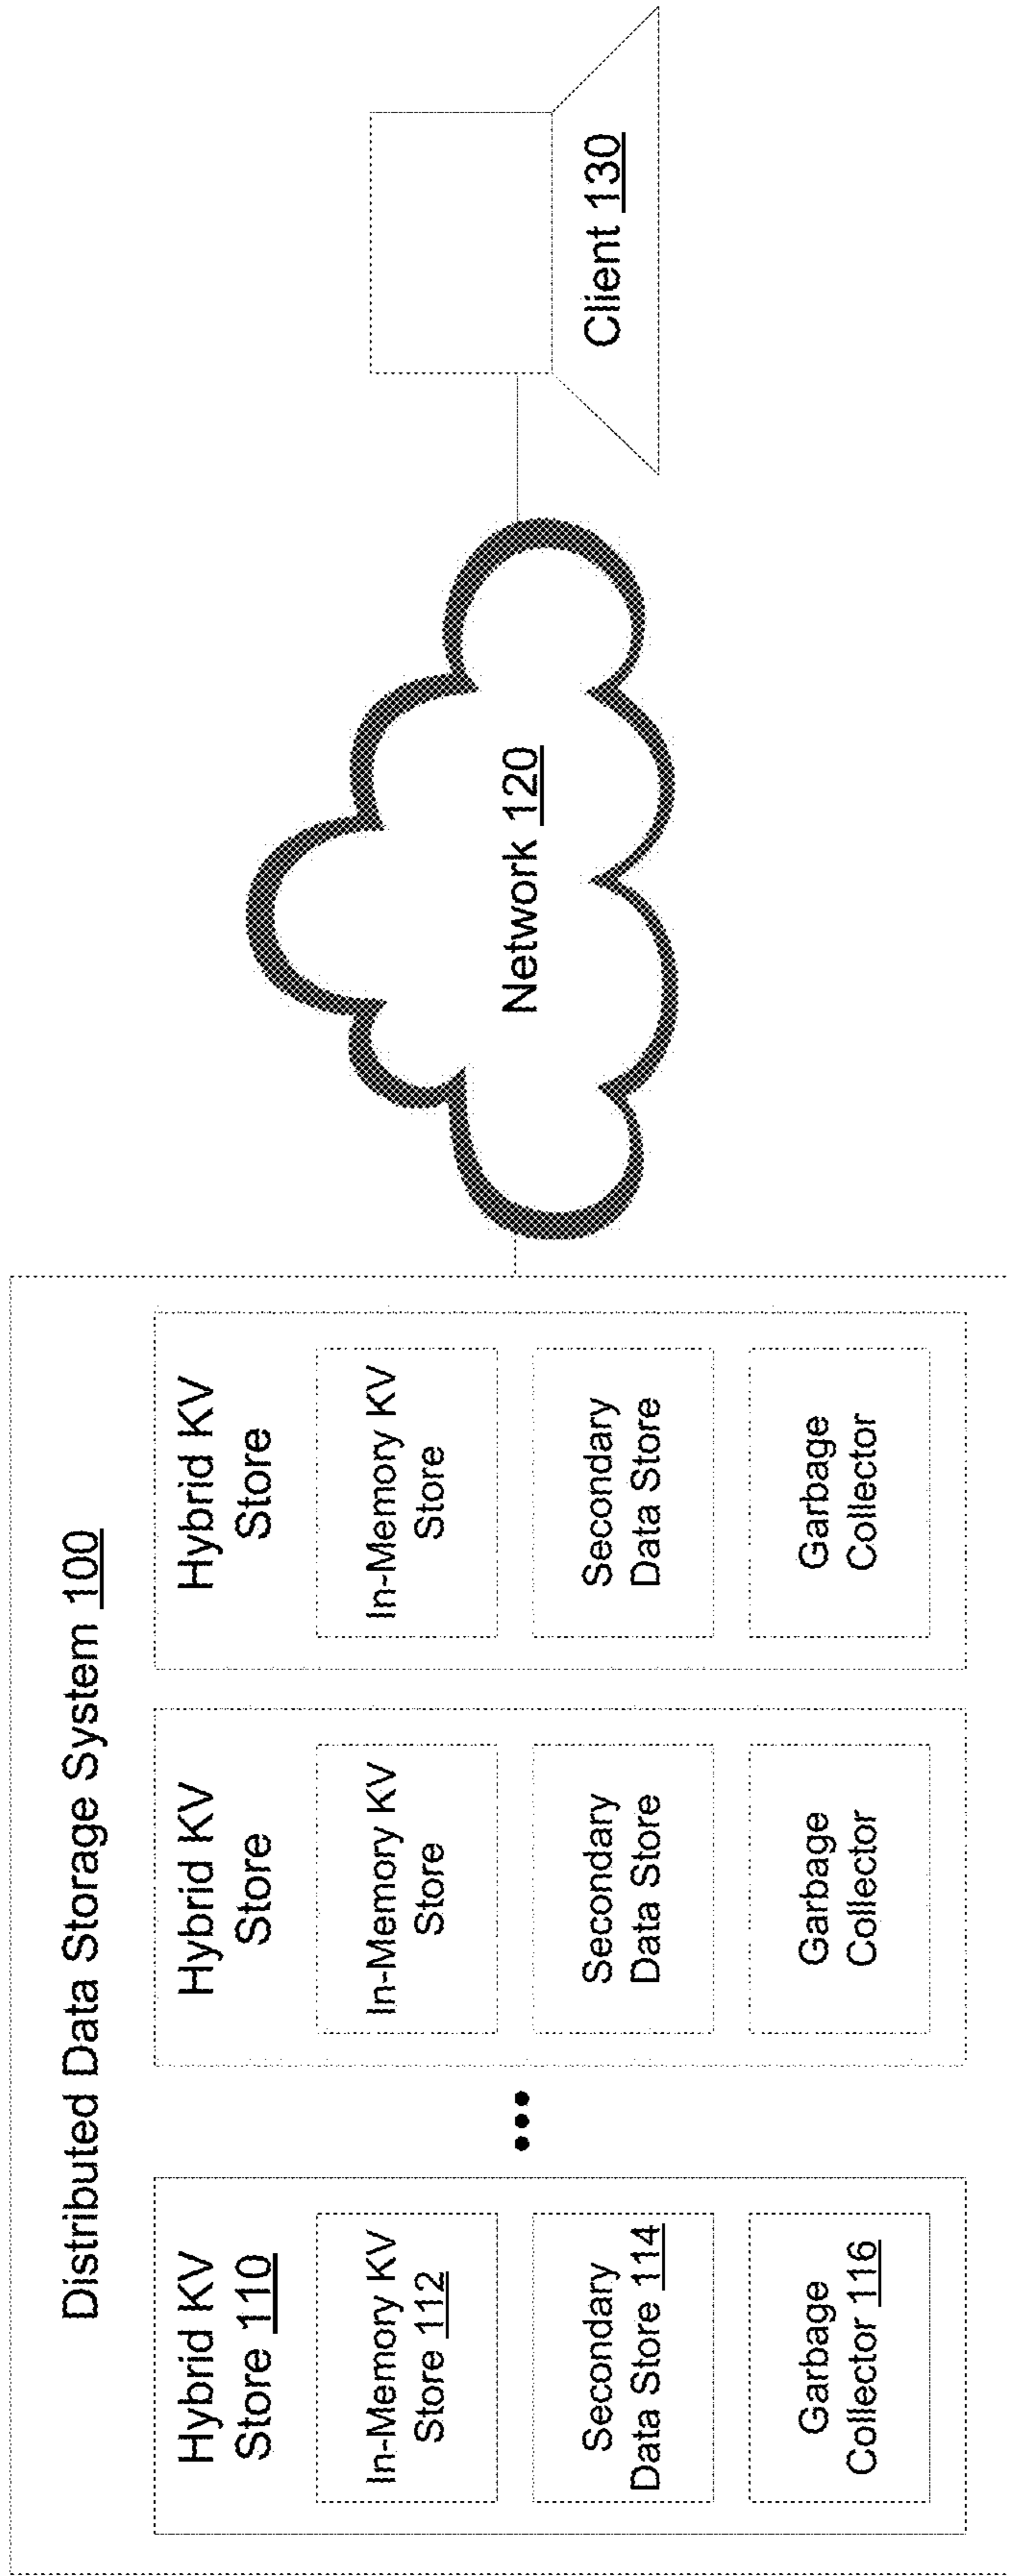 Distributed Data Storage System 100
Hybrid KV
Store 110
In-Memory KV
Store 112
Secondary
Data Store 114
Garbage
Collector 116
Hybrid KV
Store
In-Memory KV
Store
Secondary
Data Store
Garbage
Collector
Hybrid KV
Store
In-Memory KV
Store
Secondary
Data Store
Garbage
Collector
Network 120
Client 130